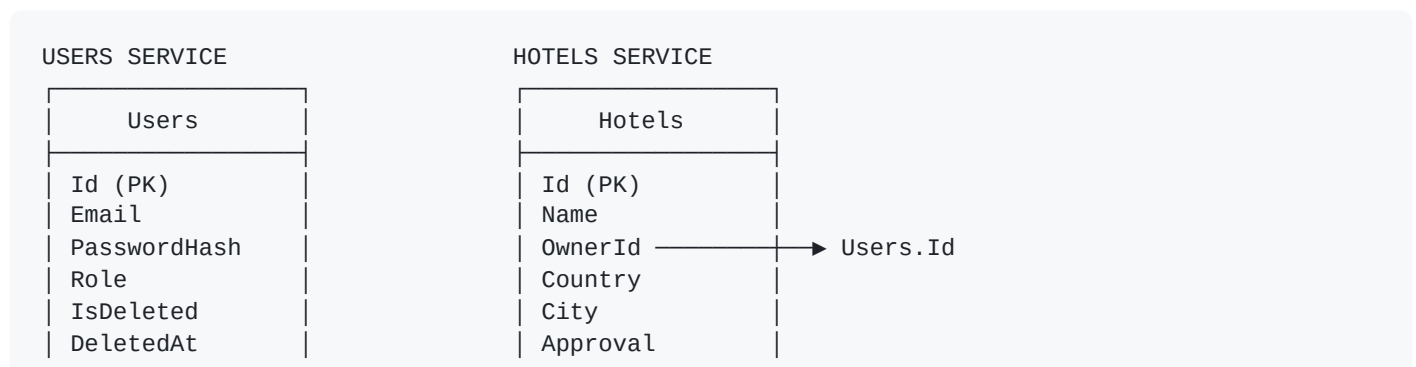 USERS SERVICE HOTELS SERVICE
Users Hotels
Id (PK) Id (PK)
Email Name
PasswordHash OwnerId ► Users.Id
Role Country
IsDeleted City
DeletedAt Approval